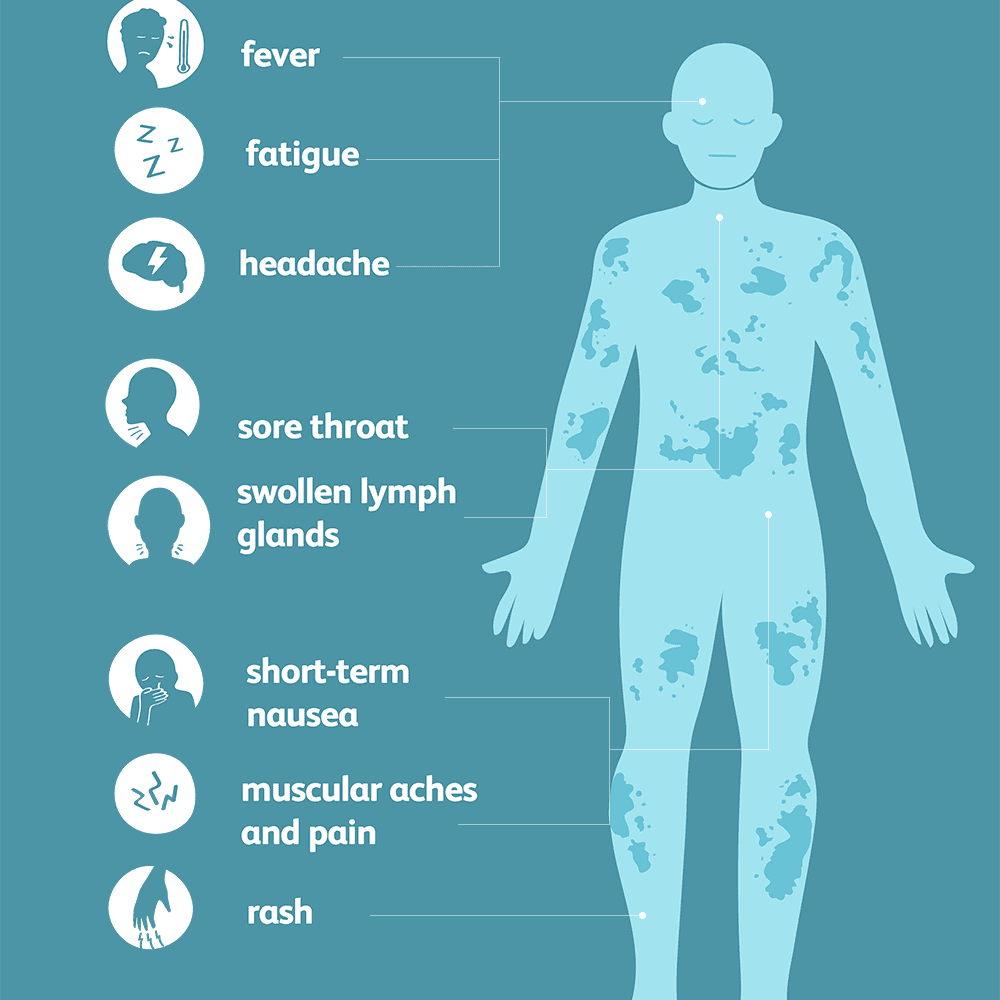 fever
fatigue
headache
sore throat
swollen lymph
glands
short-term
nausea
muscular aches
and pain
rash